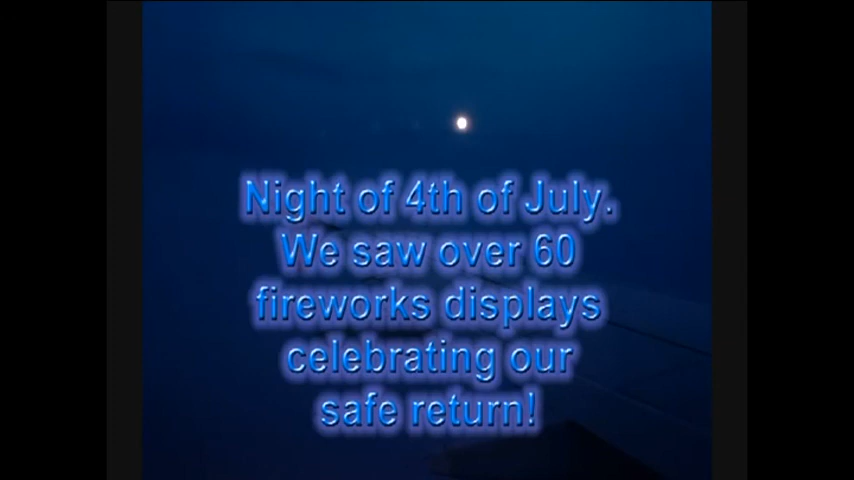 Night of 4th of July.
We saw over 60
fireworks displays
celebrating our
safe return!